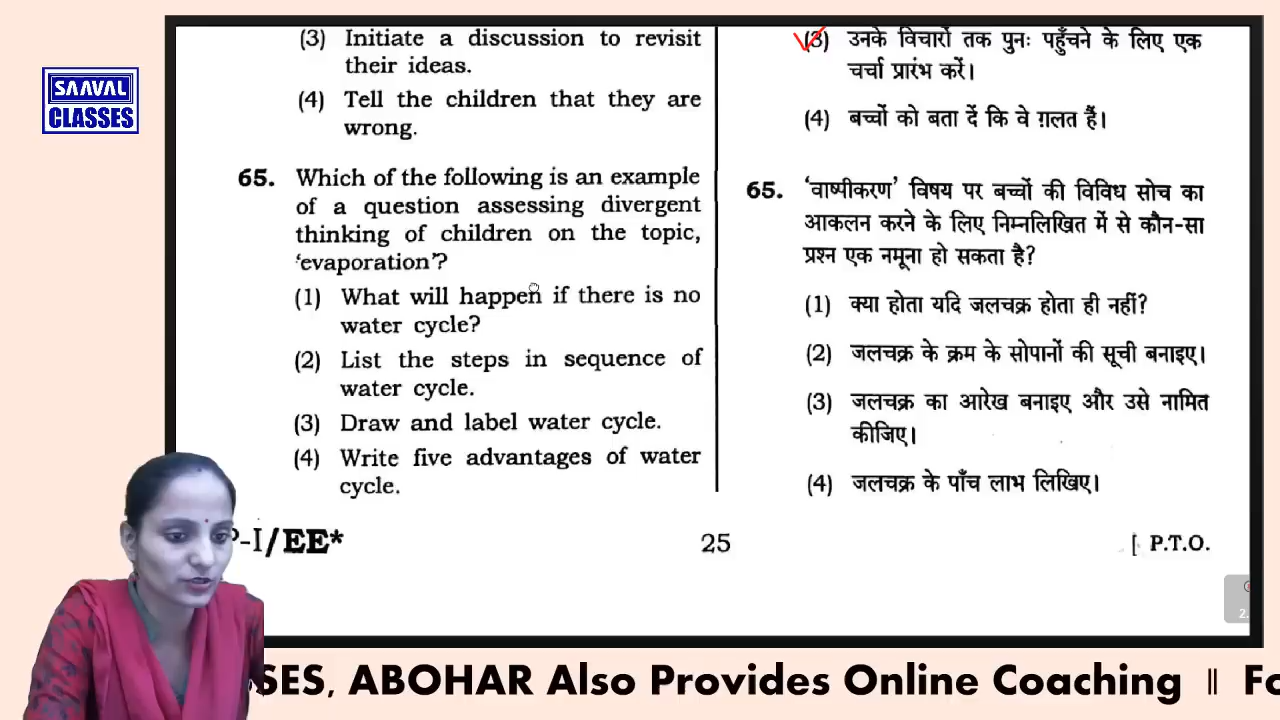 SAAVAL
CLASSES
(3) Initiate a discussion to revisit
their ideas.
(4) Tell the children that they are
wrong.
65. Which of the following is an example
of a question assessing divergent
thinking of children on the topic,
‘evaporation’?
(1) What will happen if there is no
water cycle?
(2) List the steps in sequence of
water cycle.
(3) Draw and label water cycle.
(4) Write five advantages of water
cycle.
(3) उनके विचारों तक पुनः पहुँचने के लिए एक
चर्चा प्रारंभ करें।
(4) बच्चों को बता दें कि वे ग़लत हैं।
65. ‘वाष्पीकरण’ विषय पर बच्चों की विविध सोच का
आकलन करने के लिए निम्नलिखित में से कौन-सा
प्रश्न एक नमूना हो सकता है?
(1) क्या होता यदि जलचक्र होता ही नहीं?
(2) जलचक्र के क्रम के सोपानों की सूची बनाइए।
(3) जलचक्र का आरेख बनाइए और उसे नामित
कीजिए।
(4) जलचक्र के पाँच लाभ लिखिए।
P-I/EE*
25
[ P.T.O.
2.
SES, ABOHAR Also Provides Online Coaching || Fo